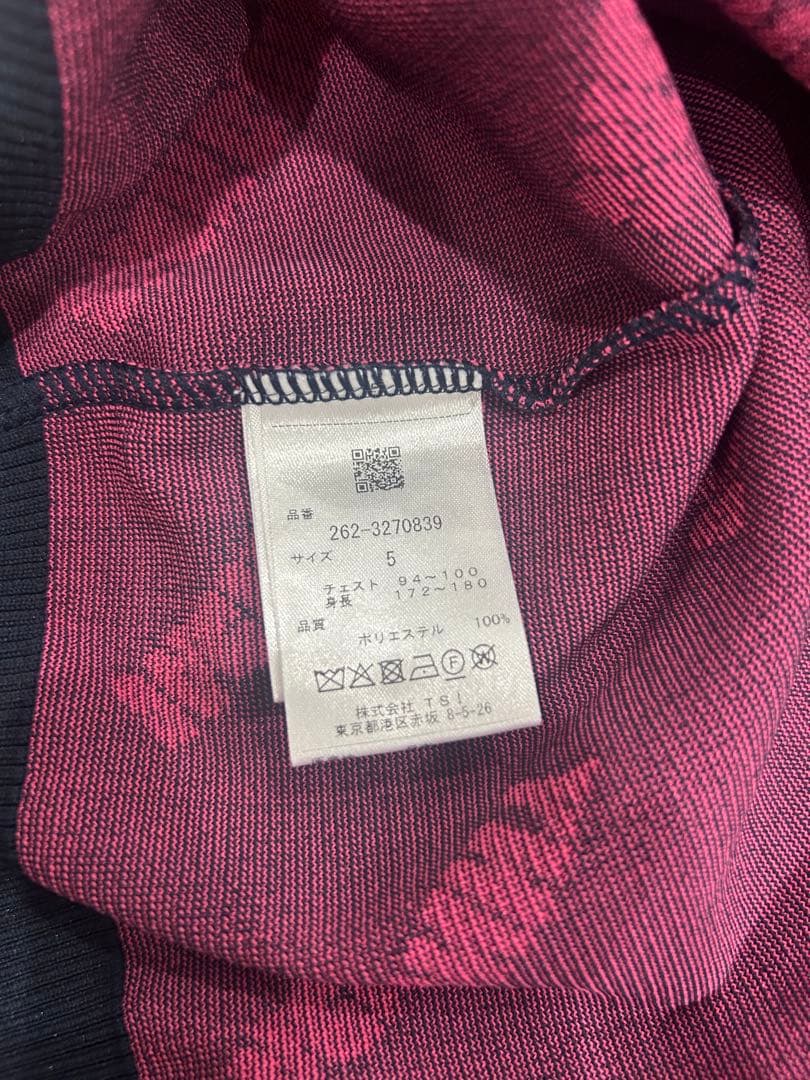 品番
262-3270839
サイズ 5
チェスト 94～100
身長 172～180
品質
ポリエステル 100%
F W
株式会社 TSI
東京都港区赤坂 8-5-26